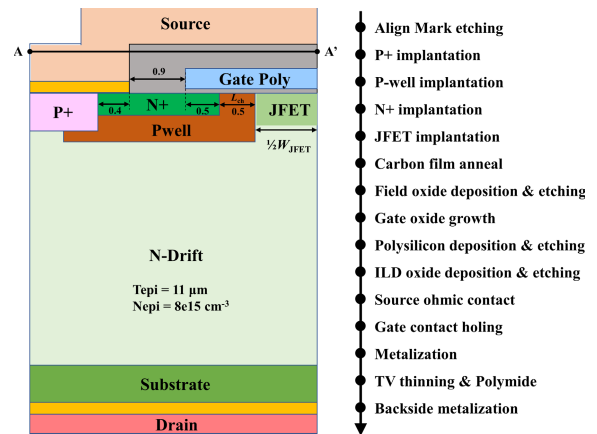 Source
A
A'
0.9
Gate Poly
P+
N+
L_ch
JFET
0.4
0.5
0.5
Pwell
½W_JFET
N-Drift
Tepi = 11 μm
Nepi = 8e15 cm⁻³
Substrate
Drain
Align Mark etching
P+ implantation
P-well implantation
N+ implantation
JFET implantation
Carbon film anneal
Field oxide deposition & etching
Gate oxide growth
Polysilicon deposition & etching
ILD oxide deposition & etching
Source ohmic contact
Gate contact holing
Metalization
TV thinning & Polymide
Backside metalization